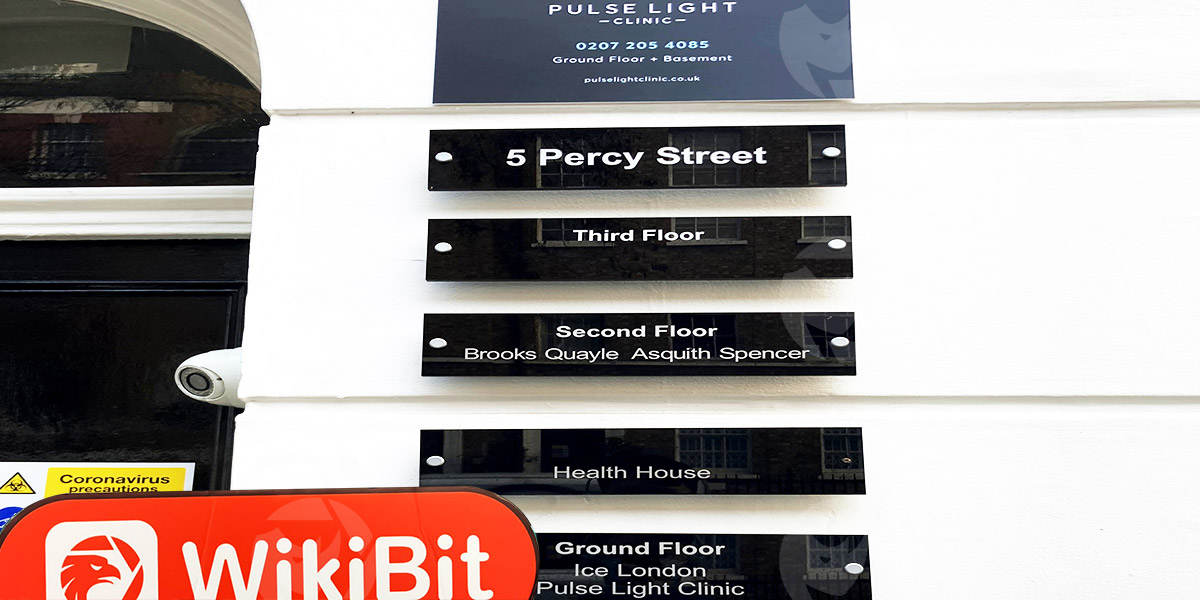 PULSE LIGHT
—CLINIC—
0207 205 4085
Ground Floor + Basement
pulselightclinic.co.uk
5 Percy Street
Third Floor
Second Floor
Brooks Quayle Asquith Spencer
Health House
Coronavirus
precautions
Ground Floor
Ice London
Pulse Light Clinic
WikiBit